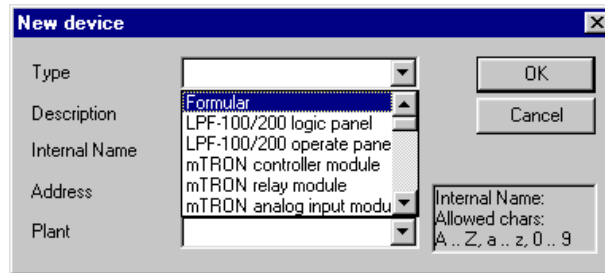 New device
Type
OK
Formular
Description
LPF-100/200 logic panel
Cancel
LPF-100/200 operate pane
Internal Name
mTRON controller module
mTRON relay module
Address
mTRON analog input modu
Internal Name:
Allowed chars:
A .. Z, a .. z, 0 .. 9
Plant